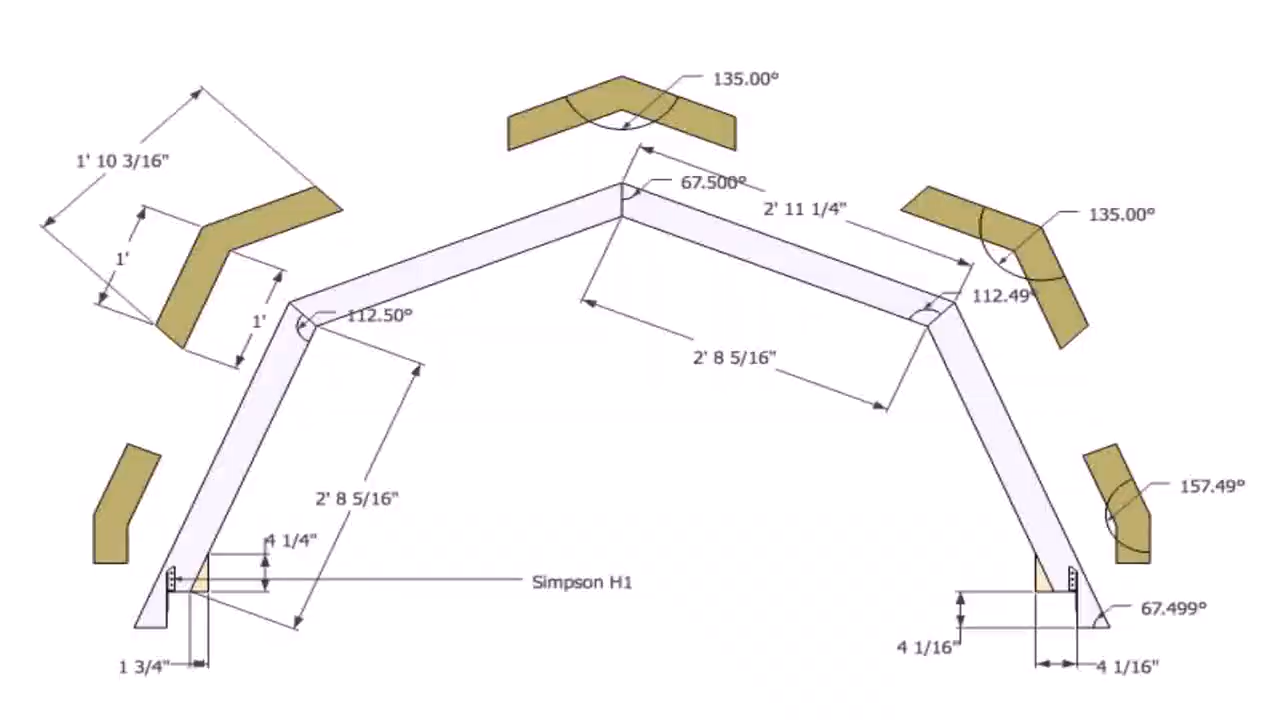 135.00°
1' 10 3/16"
67.500°
2' 11 1/4"
135.00°
1'
1'
112.50°
112.49°
2' 8 5/16"
2' 8 5/16"
157.49°
4 1/4"
Simpson H1
67.499°
4 1/16"
1 3/4"
4 1/16"